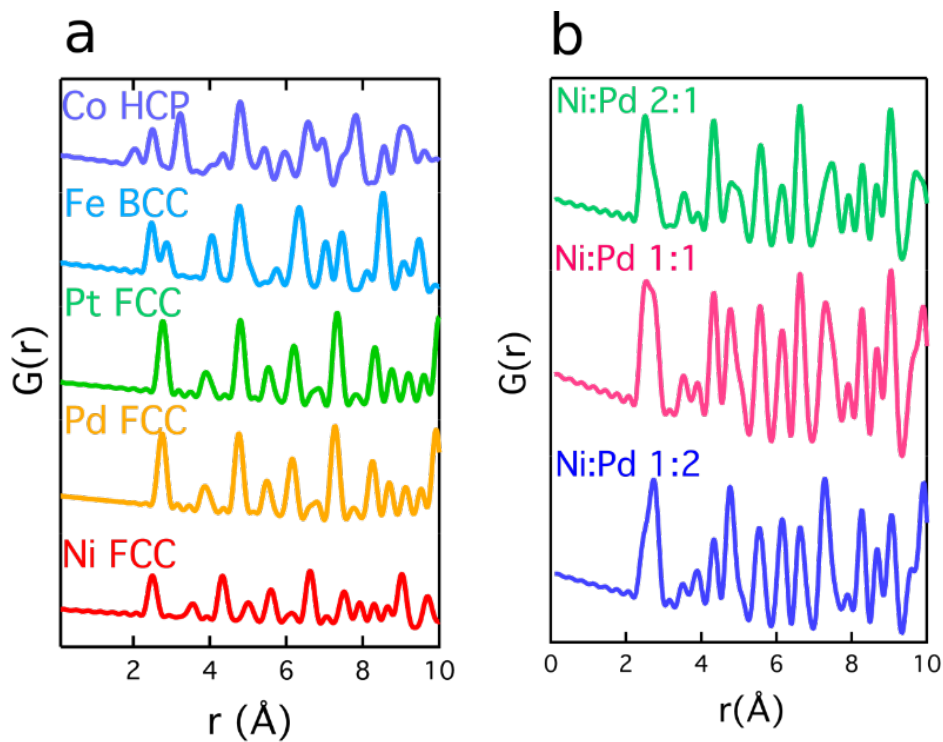 a
Co HCP
Fe BCC
Pt FCC
Pd FCC
Ni FCC
G(r)
2 4 6 8 10
r (Å)
b
Ni:Pd 2:1
Ni:Pd 1:1
Ni:Pd 1:2
G(r)
0 2 4 6 8 10
r(Å)